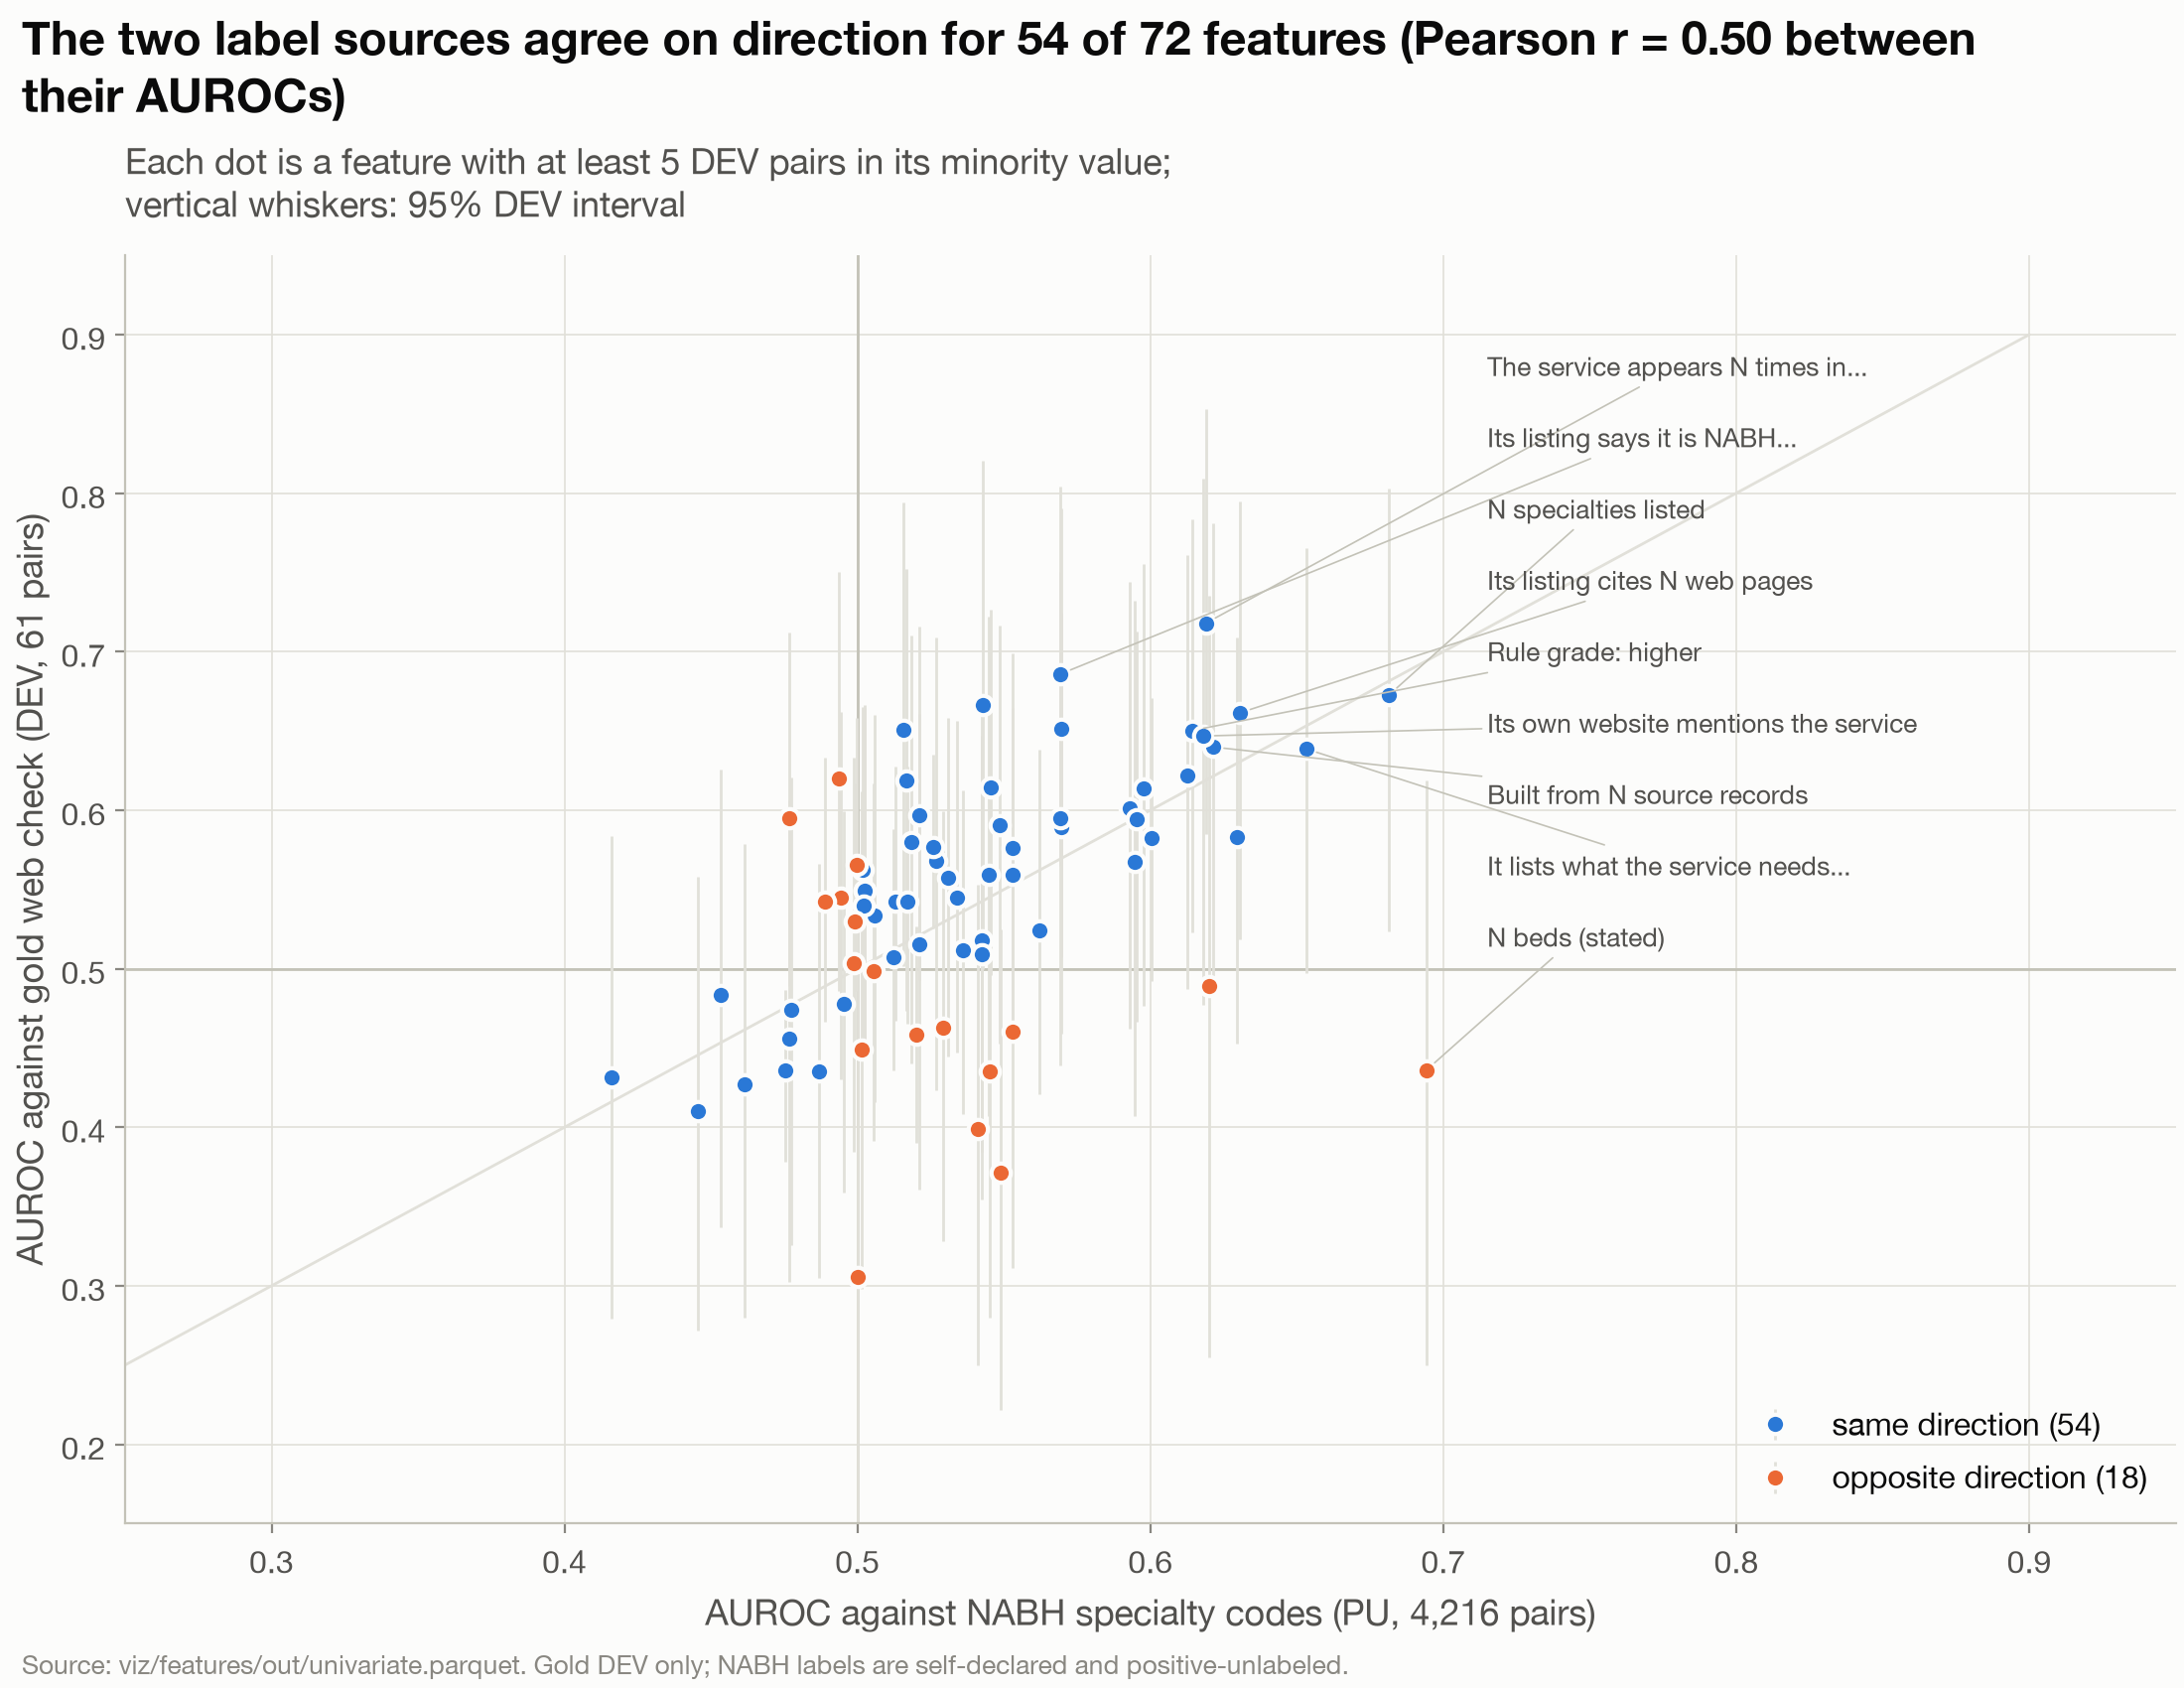 The two label sources agree on direction for 54 of 72 features (Pearson r = 0.50 between
their AUROCs)
Each dot is a feature with at least 5 DEV pairs in its minority value;
vertical whiskers: 95% DEV interval
AUROC against gold web check (DEV, 61 pairs)
0.9
0.8
0.7
0.6
0.5
0.4
0.3
0.2
The service appears N times in...
Its listing says it is NABH...
N specialties listed
Its listing cites N web pages
Rule grade: higher
Its own website mentions the service
Built from N source records
It lists what the service needs...
N beds (stated)
same direction (54)
opposite direction (18)
0.3
0.4
0.5
0.6
0.7
0.8
0.9
AUROC against NABH specialty codes (PU, 4,216 pairs)
Source: viz/features/out/univariate.parquet. Gold DEV only; NABH labels are self-declared and positive-unlabeled.